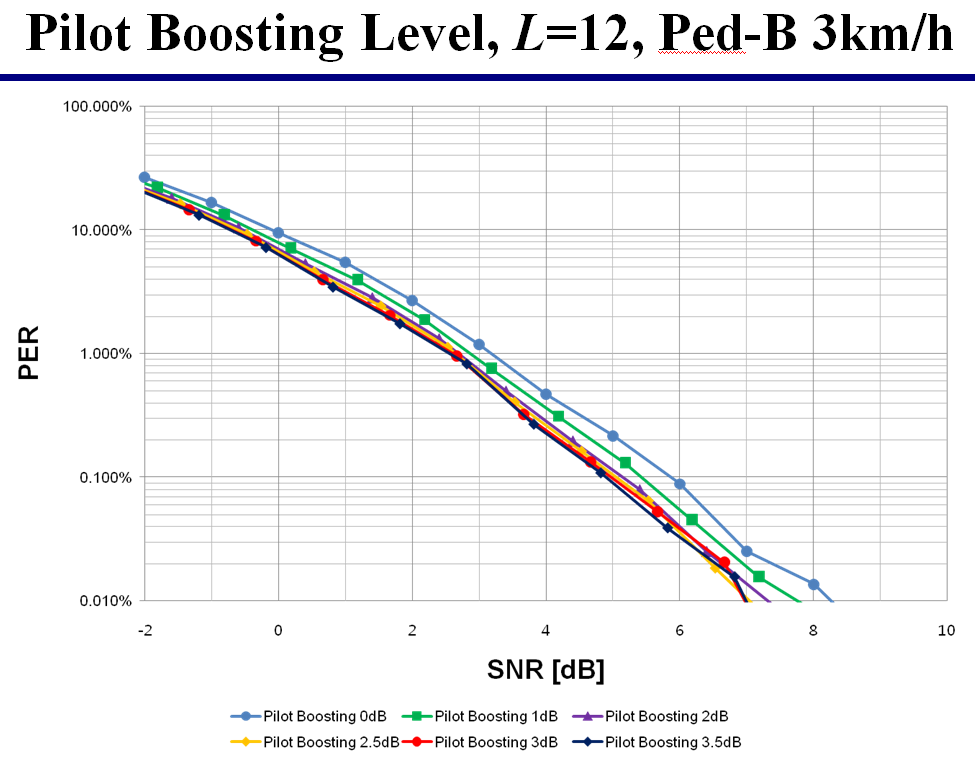 Pilot Boosting Level, L=12, Ped-B 3km/h
100.000%
10.000%
1.000%
0.100%
0.010%
PER
-2 0 2 4 6 8 10
SNR [dB]
Pilot Boosting 0dB Pilot Boosting 1dB Pilot Boosting 2dB
Pilot Boosting 2.5dB Pilot Boosting 3dB Pilot Boosting 3.5dB